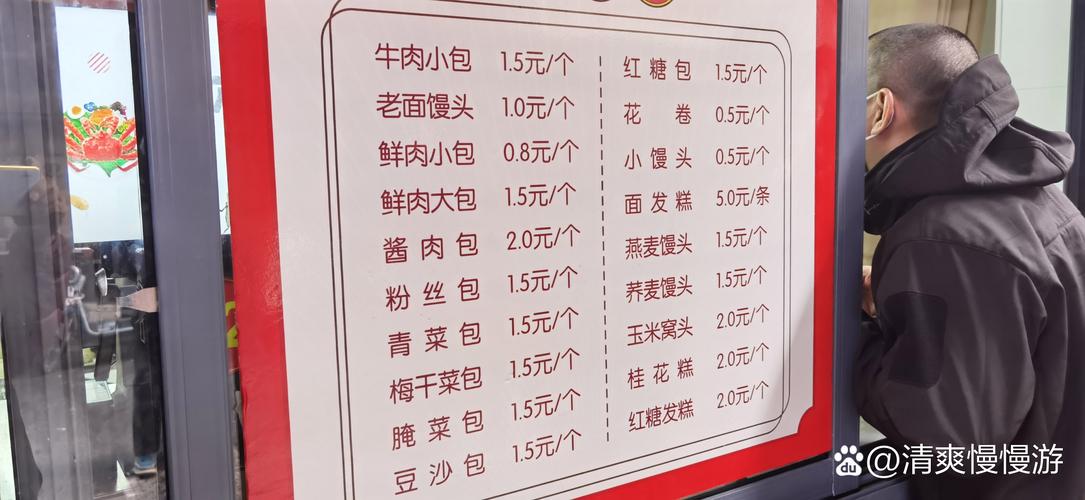 牛肉小包 1.5元/个
老面馒头 1.0元/个
鲜肉小包 0.8元/个
鲜肉大包 1.5元/个
酱肉包 2.0元/个
粉丝包 1.5元/个
青菜包 1.5元/个
梅干菜包 1.5元/个
腌菜包 1.5元/个
豆沙包 1.5元/个
红糖包 1.5元/个
花卷 0.5元/个
小馒头 0.5元/个
面发糕 5.0元/条
燕麦馒头 1.5元/个
荞麦馒头 1.5元/个
玉米窝头 2.0元/个
桂花糕 2.0元/个
红糖发糕 2.0元/个
du @清爽慢慢游